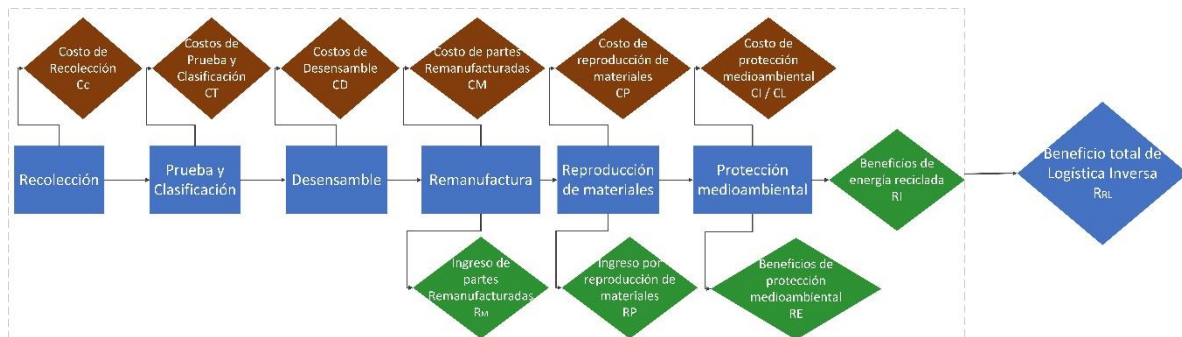 Costo de
Recolección
Cc
Costos de
Prueba y
Clasificación
CT
Costos de
Desensamble
CD
Costo de partes
Remanufacturadas
CM
Costo de
reproducción de
materiales
CP
Costo de
protección
medioambiental
CI / CL
Recolección
Prueba y
Clasificación
Desensamble
Remanufactura
Reproducción
de materiales
Protección
medioambiental
Beneficios de
energía reciclada
RI
Beneficio total de
Logística Inversa
RRL
Ingreso de
partes
Remanufacturadas
RM
Ingreso por
reproducción de
materiales
RP
Beneficios de
protección
medioambiental
RE